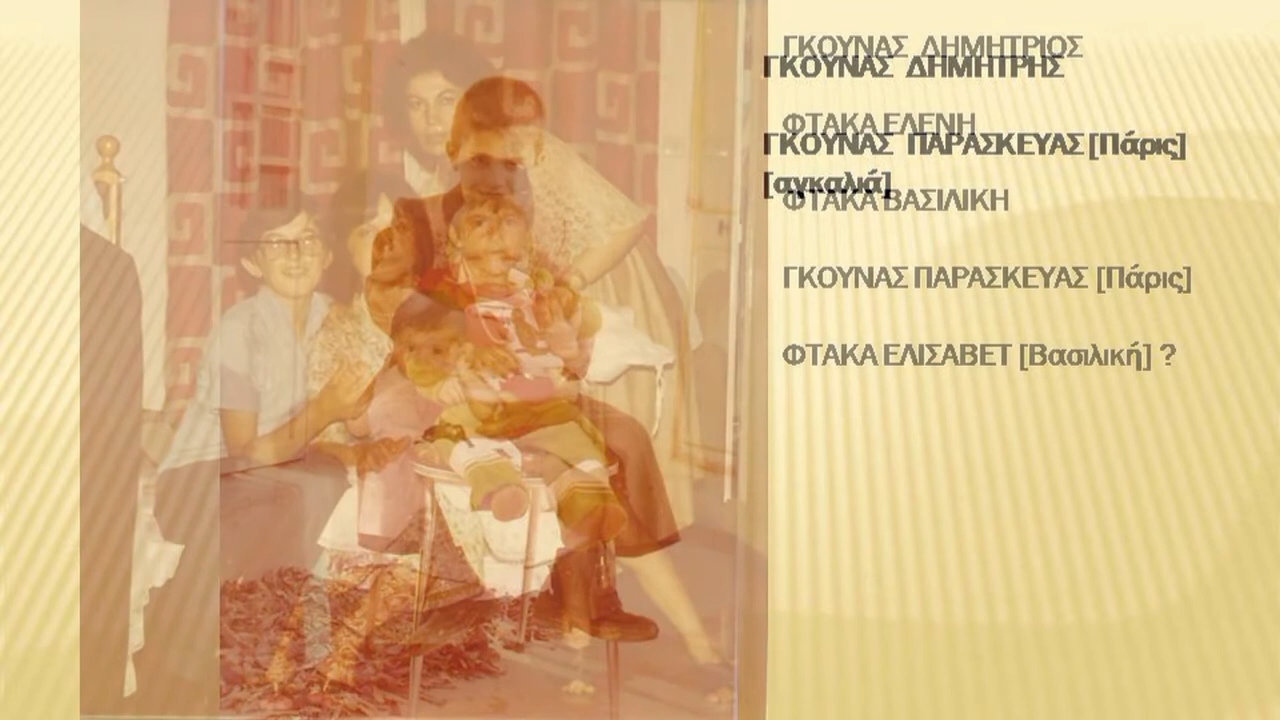 ΓΚΟΥΝΑΣ ΔΗΜΗΤΡΙΟΣ
ΓΚΟΥΝΑΣ ΔΗΜΗΤΡΗΣ
ΦΤΑΚΑ ΕΛΕΝΗ
ΓΚΟΥΝΑΣ ΠΑΡΑΣΚΕΥΑΣ [Πάρις]
[αγκαλιά]
ΦΤΑΚΑ ΒΑΣΙΛΙΚΗ
ΓΚΟΥΝΑΣ ΠΑΡΑΣΚΕΥΑΣ [Πάρις]
ΦΤΑΚΑ ΕΛΙΣΑΒΕΤ [Βασιλική] ?